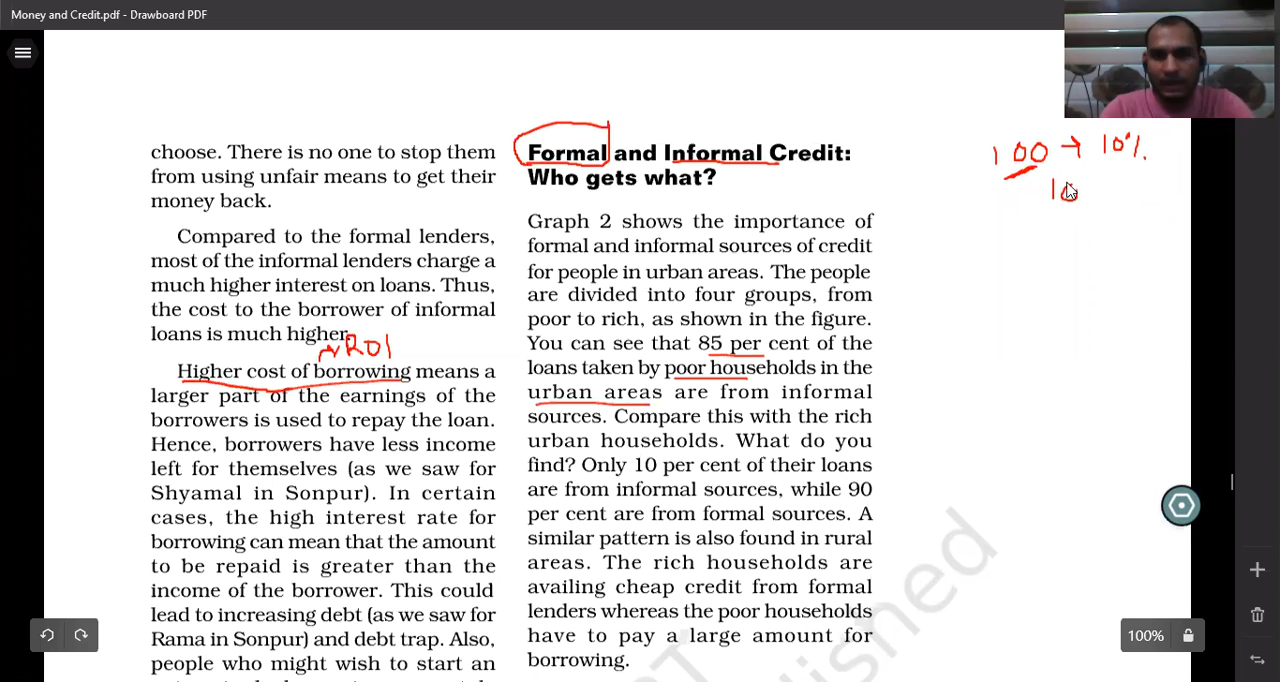 Money and Credit.pdf - Drawboard PDF
choose. There is no one to stop them
from using unfair means to get their
money back.
Compared to the formal lenders,
most of the informal lenders charge a
much higher interest on loans. Thus,
the cost to the borrower of informal
loans is much higher.
ROI
Higher cost of borrowing means a
larger part of the earnings of the
borrowers is used to repay the loan.
Hence, borrowers have less income
left for themselves (as we saw for
Shyamal in Sonpur). In certain
cases, the high interest rate for
borrowing can mean that the amount
to be repaid is greater than the
income of the borrower. This could
lead to increasing debt (as we saw for
Rama in Sonpur) and debt trap. Also,
people who might wish to start an
Formal and Informal Credit:
Who gets what?
Graph 2 shows the importance of
formal and informal sources of credit
for people in urban areas. The people
are divided into four groups, from
poor to rich, as shown in the figure.
You can see that 85 per cent of the
loans taken by poor households in the
urban areas are from informal
sources. Compare this with the rich
urban households. What do you
find? Only 10 per cent of their loans
are from informal sources, while 90
per cent are from formal sources. A
similar pattern is also found in rural
areas. The rich households are
availing cheap credit from formal
lenders whereas the poor households
have to pay a large amount for
borrowing.
100 → 10%.
10
100%